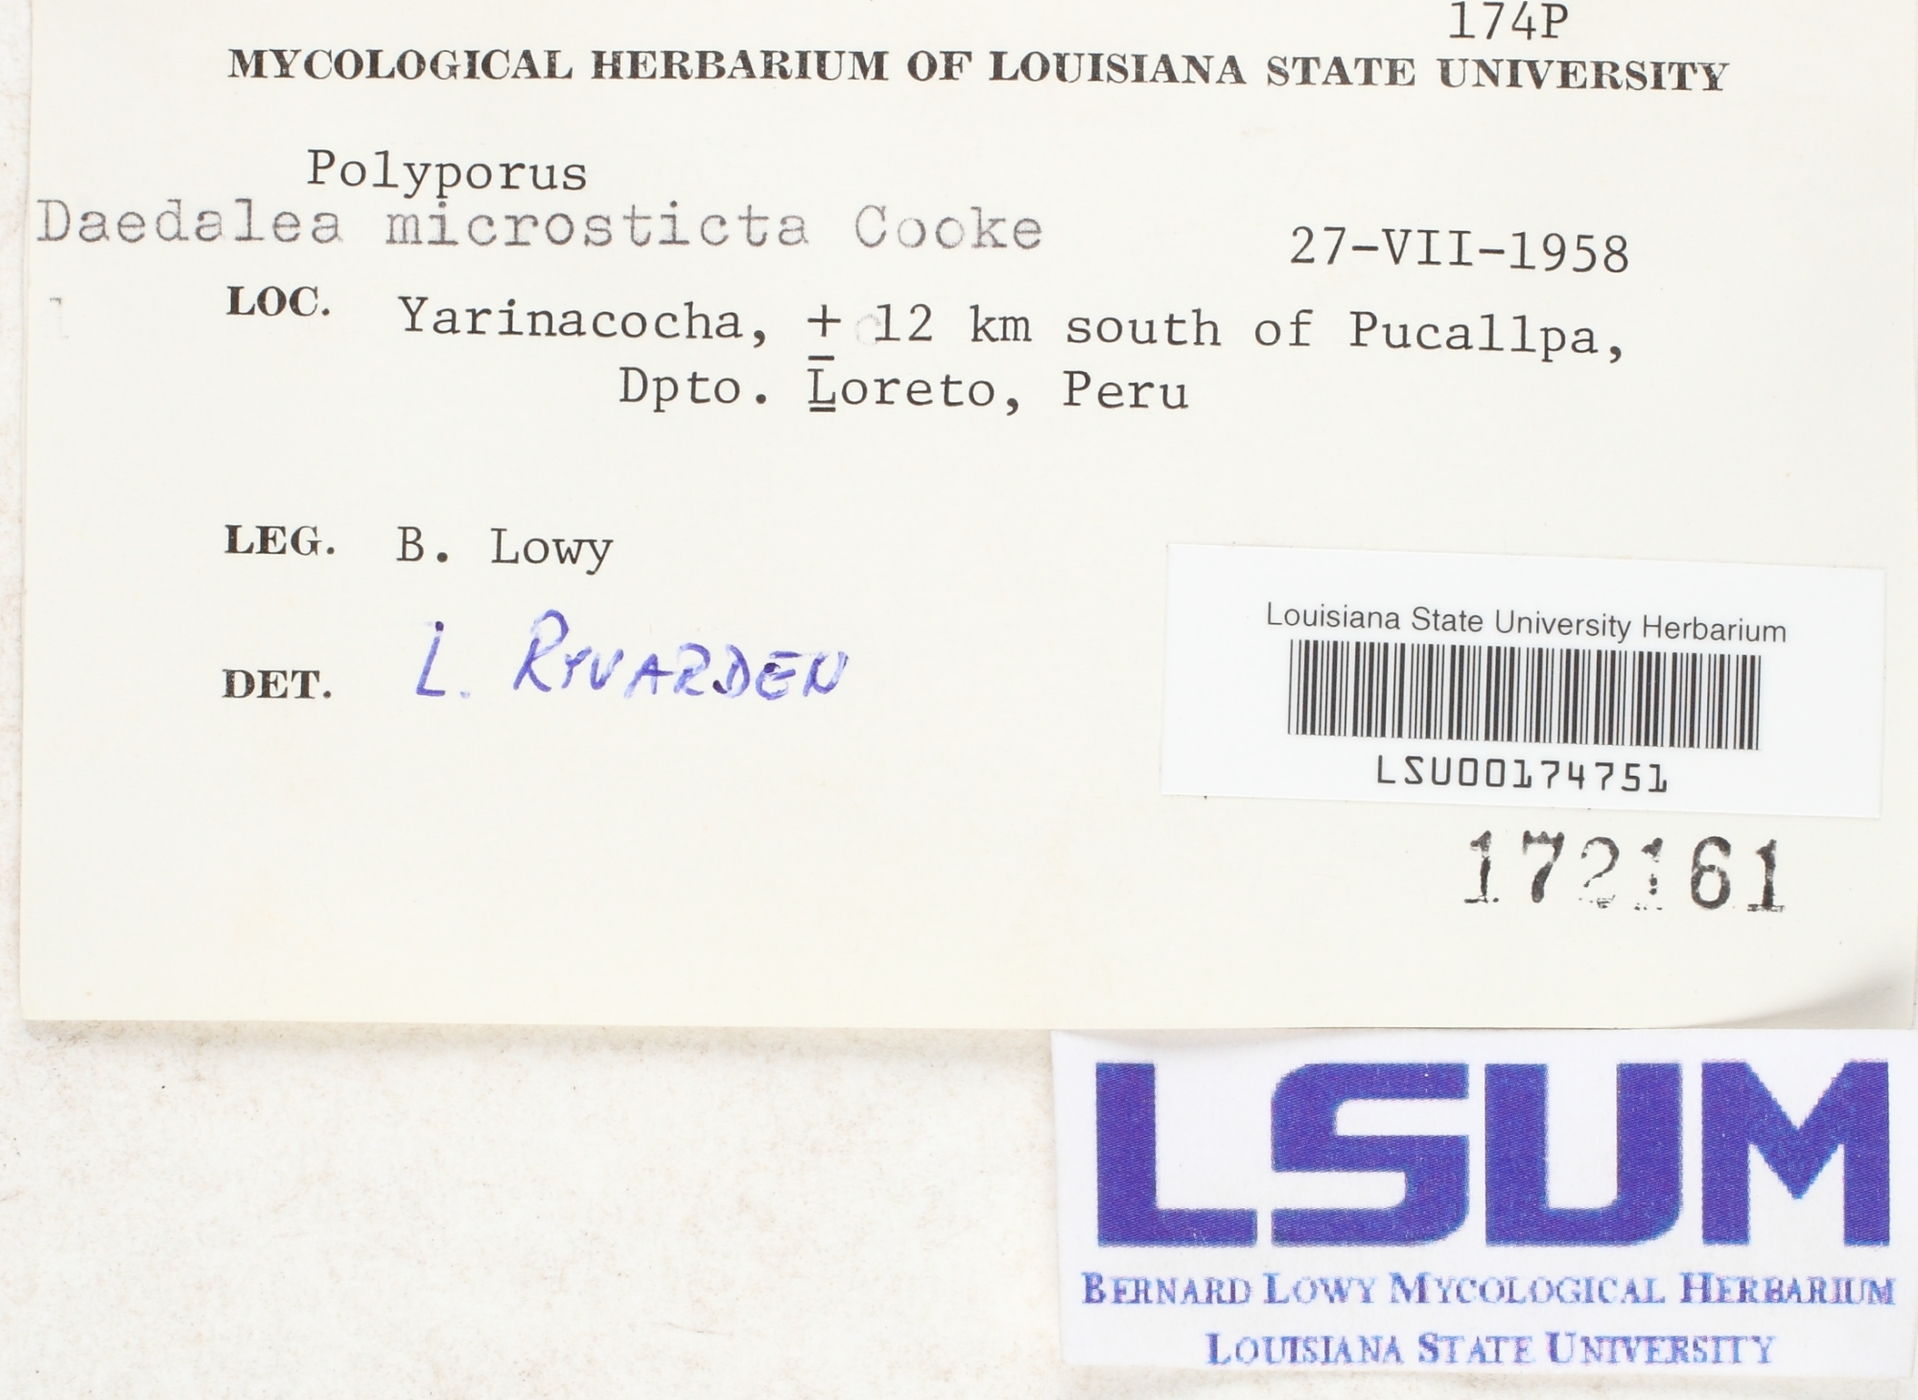 174P
MYCOLOGICAL HERBARIUM OF LOUISIANA STATE UNIVERSITY
Polyporus
Daedalea microsticta Cooke
27-VII-1958
LOC. Yarinacocha, ± 12 km south of Pucallpa,
Dpto. Loreto, Peru
LEG. B. Lowy
DET. L. RYVARDEN
Louisiana State University Herbarium
LSU00174751
172161
LSUM
BERNARD LOWY MYCOLOGICAL HERBARIUM
LOUISIANA STATE UNIVERSITY